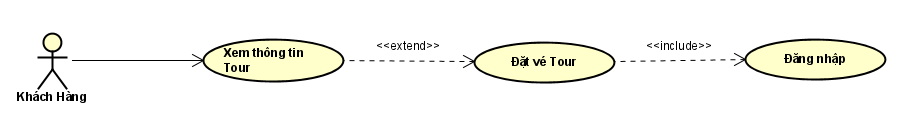 Khách Hàng
Xem thông tin
Tour
<<extend>>
Đặt vé Tour
<<include>>
Đăng nhập